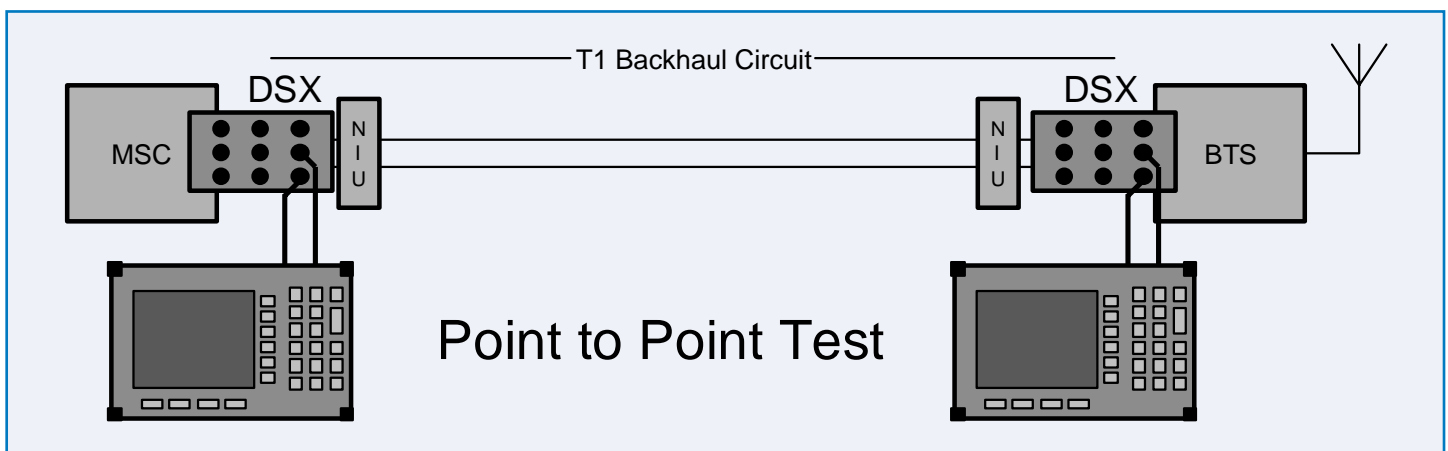 T1 Backhaul Circuit
DSX
DSX
MSC
N
I
U
N
I
U
BTS
Point to Point Test